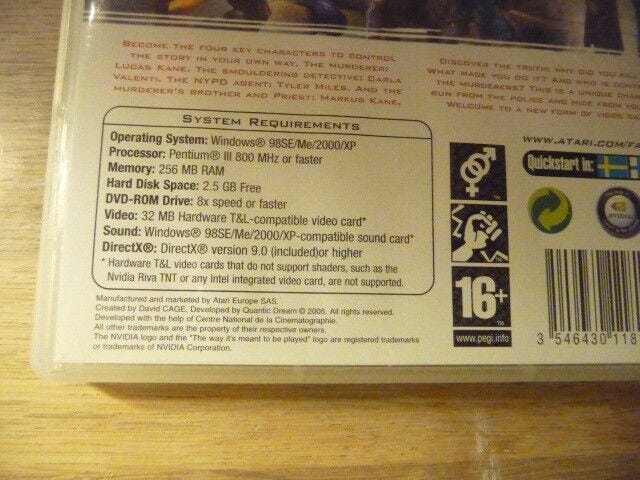 BECOME THE FOUR KEY CHARACTERS TO CONTROL
THE STORY IN YOUR OWN WAY. THE MURDERER:
LUCAS KANE. THE SMOULDERING DETECTIVE: CARLA
VALENTI. THE NYPD AGENT; TYLER MILES. AND THE
MURDERER'S BROTHER AND PRIEST: MARKUS KANE.
DISCOVER THE TRUTH: WHY DID YOU
WHAT MADE YOU DO IT? AND WHO IS
THE MURDERERS? THIS IS A UNIQUE
RUN FROM THE POLICE AND HIDE FROM
WELCOME TO A NEW FORM OF VIDEO
SYSTEM REQUIREMENTS
Operating System: Windows® 98SE/Me/2000/XP
Processor: Pentium® III 800 MHz or faster
Memory: 256 MB RAM
Hard Disk Space: 2.5 GB Free
DVD-ROM Drive: 8x speed or faster
Video: 32 MB Hardware T&L-compatible video card*
Sound: Windows® 98SE/Me/2000/XP-compatible sound card*
DirectX®: DirectX® version 9.0 (included)or higher
* Hardware T&L video cards that do not support shaders, such as the
Nvidia Riva TNT or any Intel integrated video card, are not supported.
Manufactured and marketed by Atari Europe SAS.
Created by David CAGE, Developed by Quantic Dream © 2005. All rights reserved.
Developed with the help of Centre National de la Cinematographie.
All other trademarks are the property of their respective owners.
The NVIDIA logo and the "The way it's meant to be played" logo are registered trademarks
or trademarks of NVIDIA Corporation.
WWW.ATARI.COM/FA
Quickstart in:
16+
www.pegi.info
3 546430 118